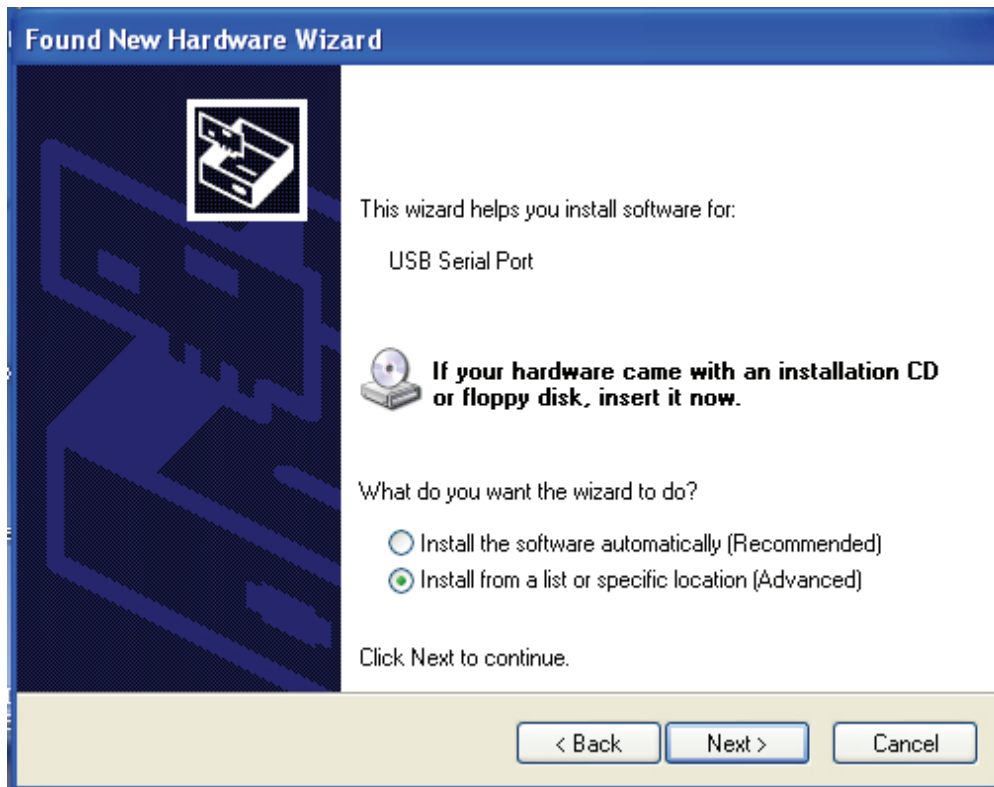 Found New Hardware Wizard
This wizard helps you install software for:
USB Serial Port
If your hardware came with an installation CD
or floppy disk, insert it now.
What do you want the wizard to do?
Install the software automatically (Recommended)
Install from a list or specific location (Advanced)
Click Next to continue.
< Back
Next >
Cancel